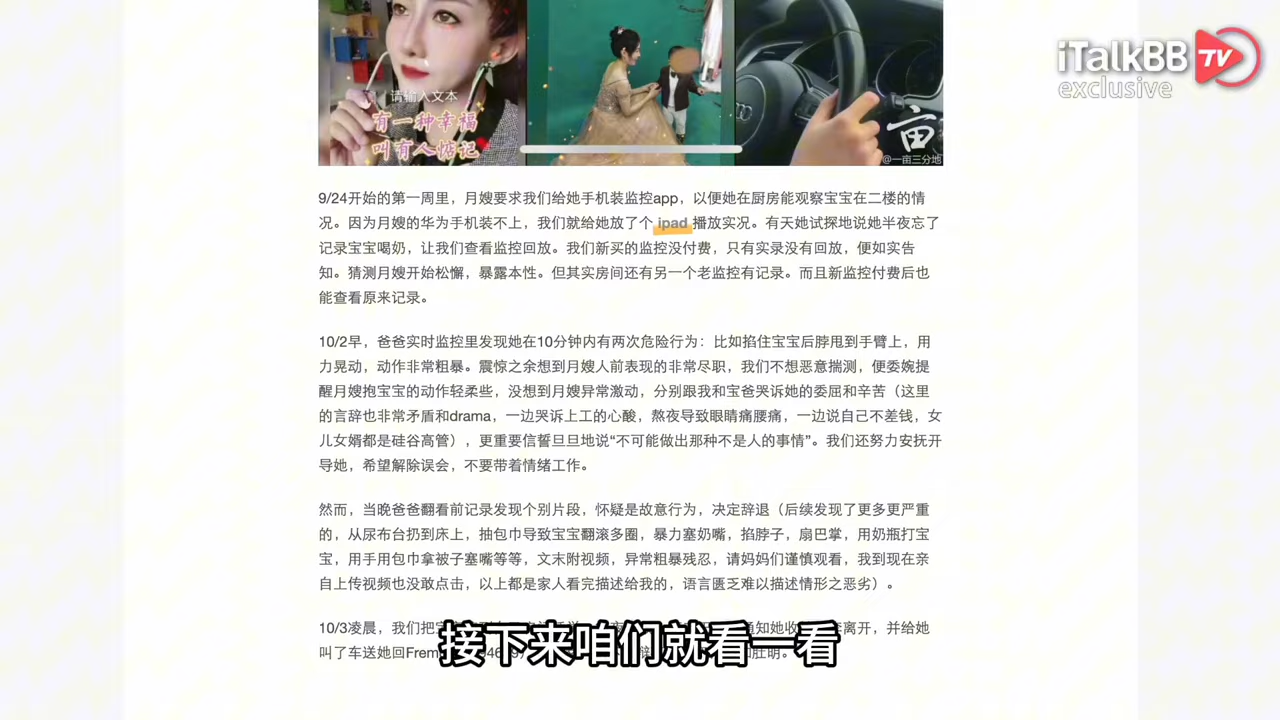 iTalkBB TV
exclusive
请输入文本
有一种幸福
叫有人惦记
亩
@一亩三分地
9/24开始的第一周里，月嫂要求我们给她手机装监控app，以便她在厨房能观察宝宝在二楼的情
况。因为月嫂的华为手机装不上，我们就给她放了个 ipad 播放实况。有天她试探地说她半夜忘了
记录宝宝喝奶，让我们查看监控回放。我们新买的监控没付费，只有实录没有回放，便如实告
知。猜测月嫂开始松懈，暴露本性。但其实房间还有另一个老监控有记录。而且新监控付费后也
能查看原来记录。
10/2早，爸爸实时监控里发现她在10分钟内有两次危险行为：比如掐住宝宝后脖甩到手臂上，用
力晃动，动作非常粗暴。震惊之余想到月嫂人前表现的非常尽职，我们不想恶意揣测，便委婉提
醒月嫂抱宝宝的动作轻柔些，没想到月嫂异常激动，分别跟我和宝爸哭诉她的委屈和辛苦（这里
的言辞也非常矛盾和drama，一边哭诉上工的心酸，熬夜导致眼睛痛腰痛，一边说自己不差钱，女
儿女婿都是硅谷高管），更重要信誓旦旦地说“不可能做出那种不是人的事情”。我们还努力安抚开
导她，希望解除误会，不要带着情绪工作。
然而，当晚爸爸翻看前记录发现个别片段，怀疑是故意行为，决定辞退（后续发现了更多更严重
的，从尿布台扔到床上，抽包巾导致宝宝翻滚多圈，暴力塞奶嘴，掐脖子，扇巴掌，用奶瓶打宝
宝，用手用包巾拿被子塞嘴等等，文末附视频，异常粗暴残忍，请妈妈们谨慎观看，我到现在亲
自上传视频也没敢点击，以上都是家人看完描述给我的，语言匮乏难以描述情形之恶劣）。
10/3凌晨，我们把宝 通知她收 离开，并给她
叫了车送她回Frem
接下来咱们就看一看